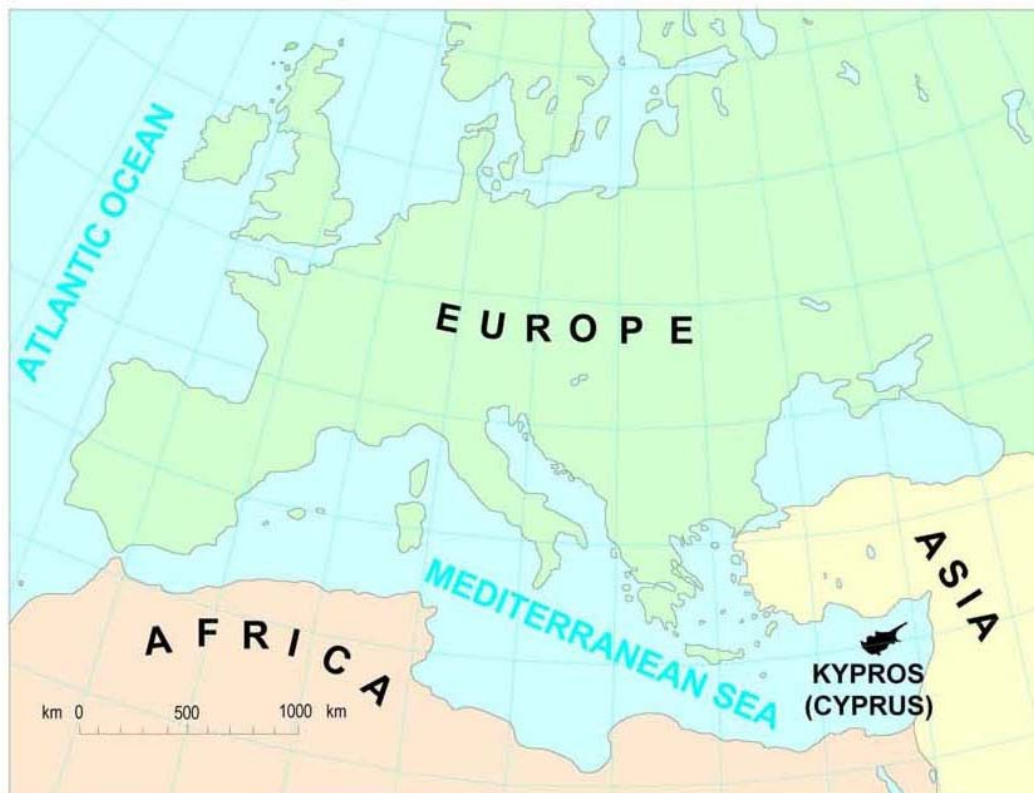 ATLANTIC OCEAN
EUROPE
ASIA
MEDITERRANEAN SEA
AFRICA
KYPROS
(CYPRUS)
km 0 500 1000 km